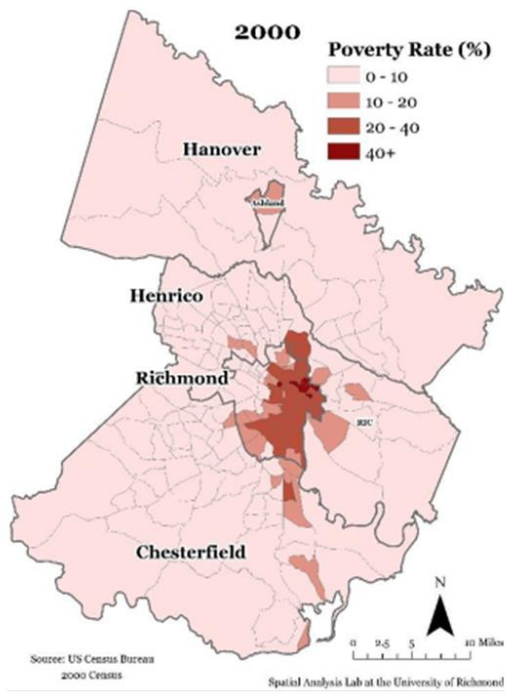 2000
Poverty Rate (%)
0 - 10
10 - 20
20 - 40
40+
Hanover
Ashland
Henrico
Richmond
RIC
Chesterfield
N
0 2.5 5 10 Miles
Source: US Census Bureau
2000 Census
Spatial Analysis Lab at the University of Richmond